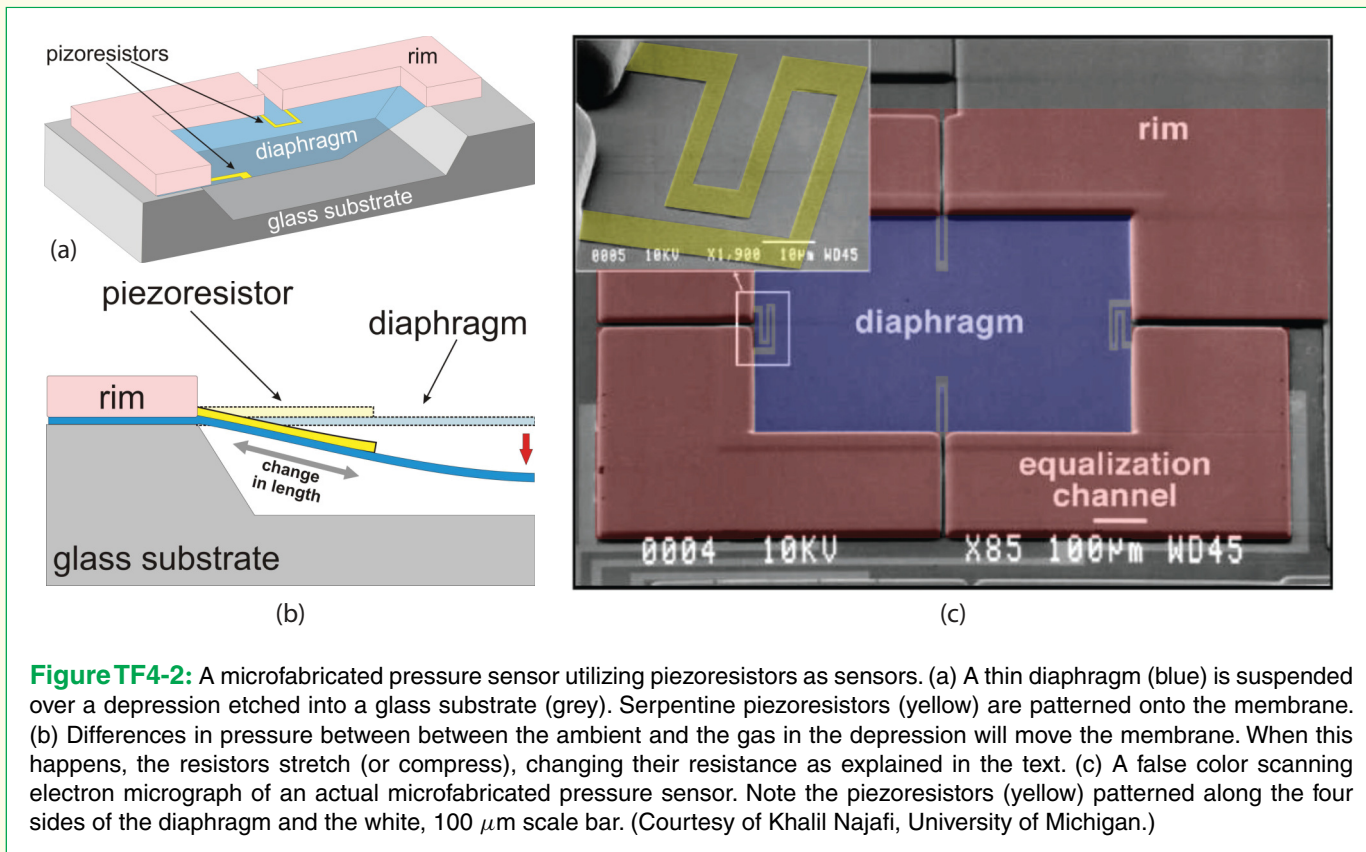 pizoresistors
rim
diaphragm
glass substrate
(a)
piezoresistor
diaphragm
rim
change
in length
glass substrate
(b)
0005 10KV X1,900 10μm WD45
rim
diaphragm
equalization
channel
0004 10KV X85 100μm WD45
(c)
Figure TF4-2: A microfabricated pressure sensor utilizing piezoresistors as sensors. (a) A thin diaphragm (blue) is suspended
over a depression etched into a glass substrate (grey). Serpentine piezoresistors (yellow) are patterned onto the membrane.
(b) Differences in pressure between between the ambient and the gas in the depression will move the membrane. When this
happens, the resistors stretch (or compress), changing their resistance as explained in the text. (c) A false color scanning
electron micrograph of an actual microfabricated pressure sensor. Note the piezoresistors (yellow) patterned along the four
sides of the diaphragm and the white, 100 μm scale bar. (Courtesy of Khalil Najafi, University of Michigan.)